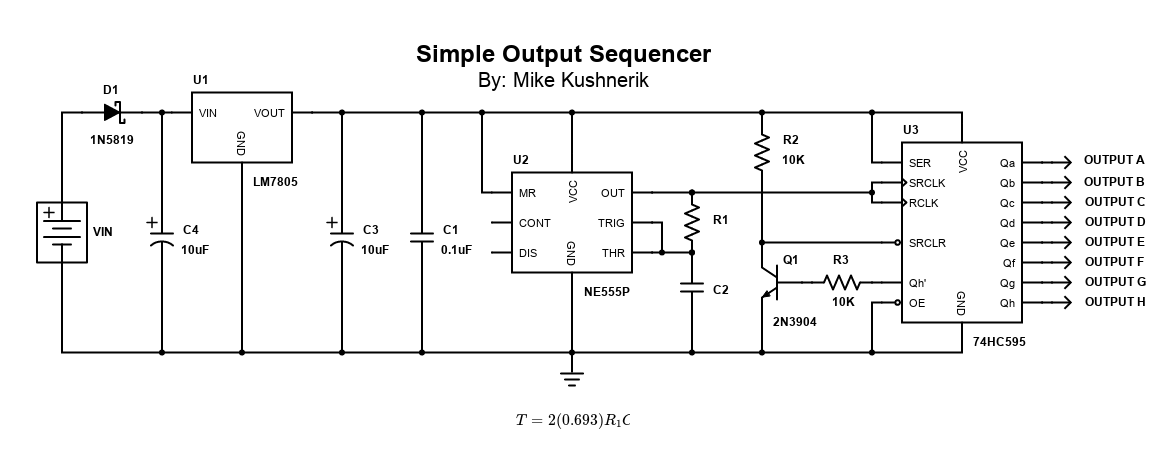 Simple Output Sequencer
By: Mike Kushnerik
D1
1N5819
U1
VIN
VOUT
GND
LM7805
VIN
C4
10uF
C3
10uF
C1
0.1uF
U2
MR
VCC
OUT
CONT
TRIG
DIS
GND
THR
NE555P
R1
C2
R2
10K
Q1
2N3904
R3
10K
U3
SER
VCC
SRCLK
RCLK
SRCLR
Qh'
OE
GND
Qa
Qb
Qc
Qd
Qe
Qf
Qg
Qh
74HC595
OUTPUT A
OUTPUT B
OUTPUT C
OUTPUT D
OUTPUT E
OUTPUT F
OUTPUT G
OUTPUT H
T = 2(0.693)R₁C